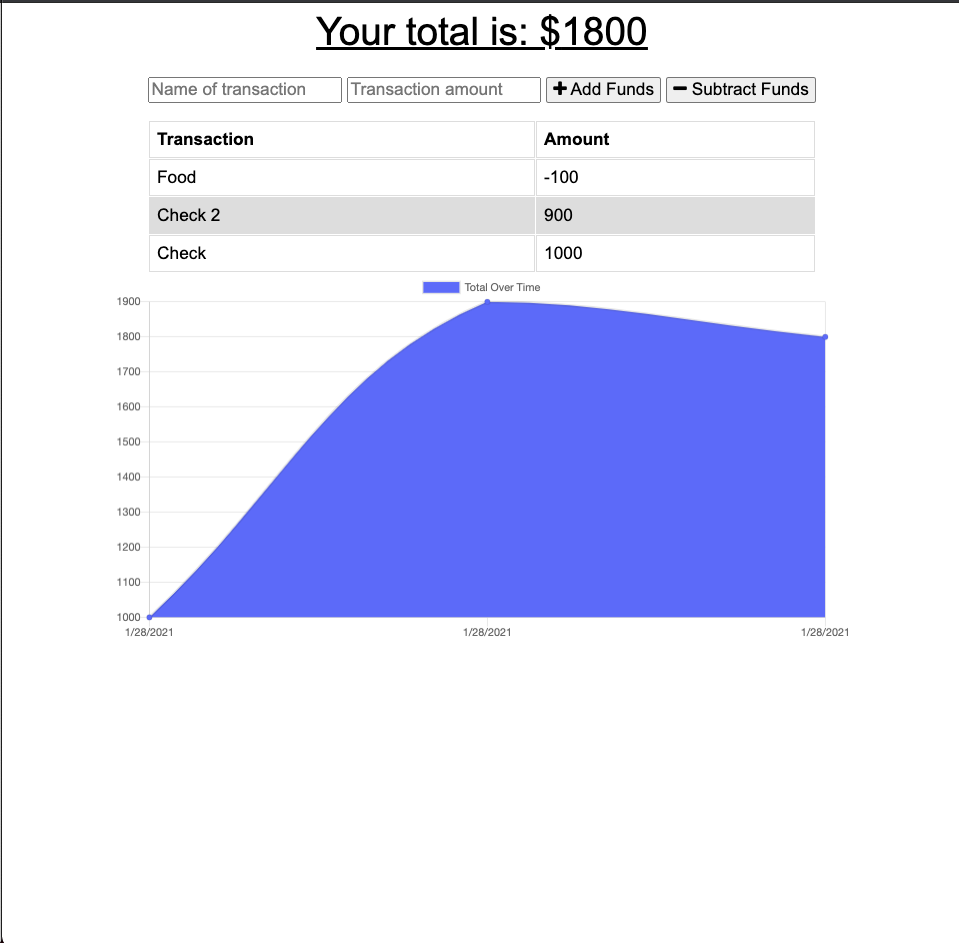 Your total is: $1800
Name of transaction Transaction amount Add Funds Subtract Funds
Transaction Amount
Food -100
Check 2 900
Check 1000
Total Over Time
1900
1800
1700
1600
1500
1400
1300
1200
1100
1000
1/28/2021 1/28/2021 1/28/2021